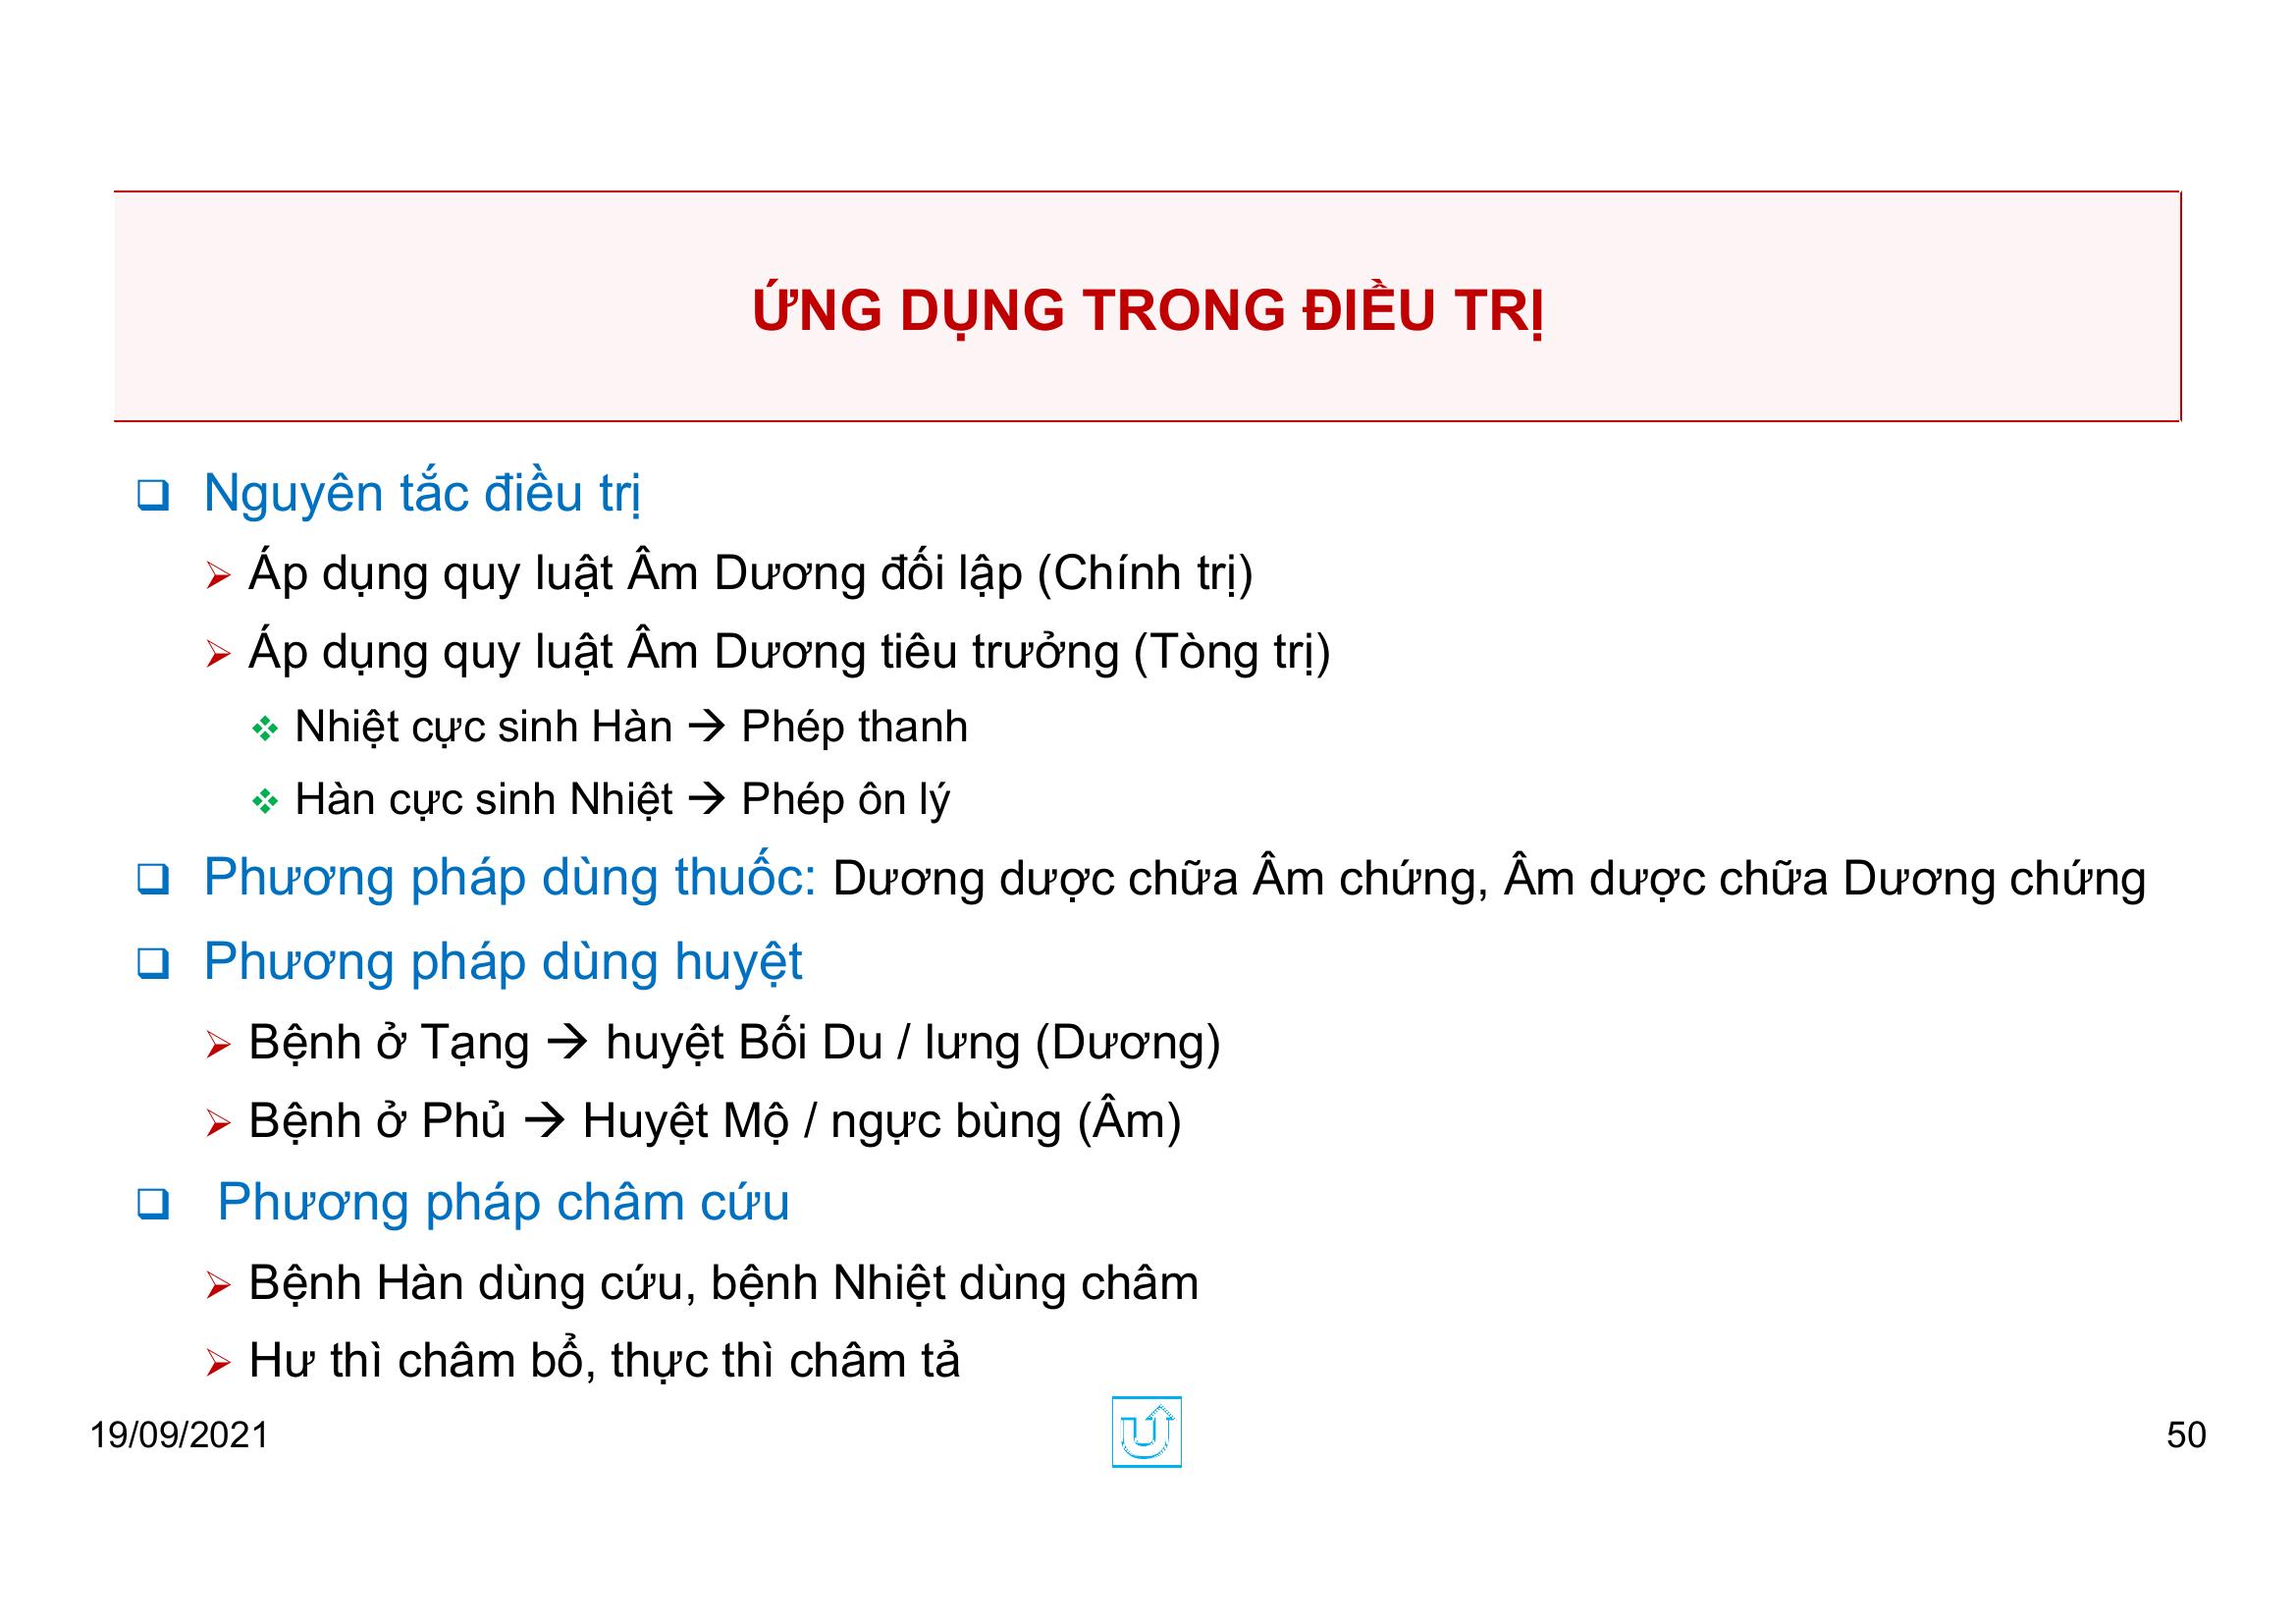 ỨNG DỤNG TRONG ĐIỀU TRỊ
❑ Nguyên tắc điều trị
➢ Áp dụng quy luật Âm Dương đối lập (Chính trị)
➢ Áp dụng quy luật Âm Dương tiêu trưởng (Tòng trị)
❖ Nhiệt cực sinh Hàn → Phép thanh
❖ Hàn cực sinh Nhiệt → Phép ôn lý
❑ Phương pháp dùng thuốc: Dương dược chữa Âm chứng, Âm dược chữa Dương chứng
❑ Phương pháp dùng huyệt
➢ Bệnh ở Tạng → huyệt Bối Du / lưng (Dương)
➢ Bệnh ở Phủ → Huyệt Mộ / ngực bùng (Âm)
❑ Phương pháp châm cứu
➢ Bệnh Hàn dùng cứu, bệnh Nhiệt dùng châm
➢ Hư thì châm bổ, thực thì châm tả
19/09/2021
50